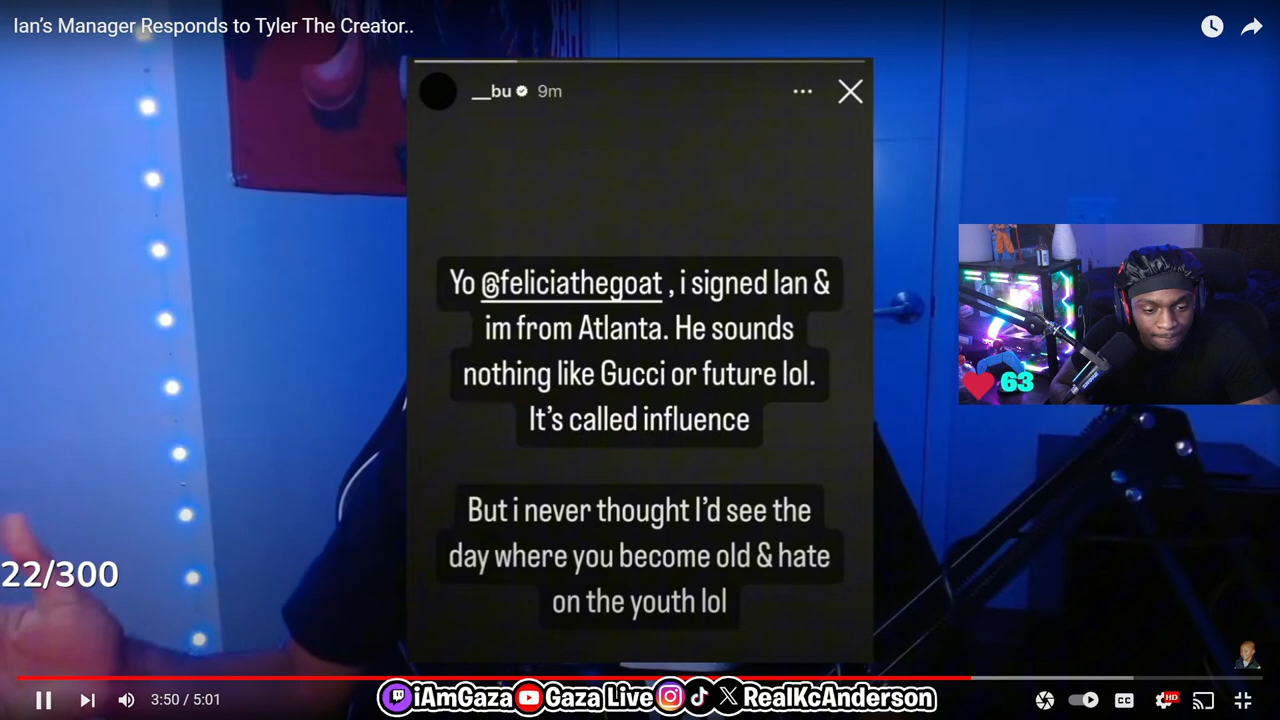 Ian’s Manager Responds to Tyler The Creator..
__bu 9m
Yo @feliciathegoat , i signed Ian &
im from Atlanta. He sounds
nothing like Gucci or future lol.
It’s called influence
But i never thought I’d see the
day where you become old & hate
on the youth lol
63
22/300
3:50 / 5:01
iAmGaza Gaza Live RealKcAnderson
CC
HD